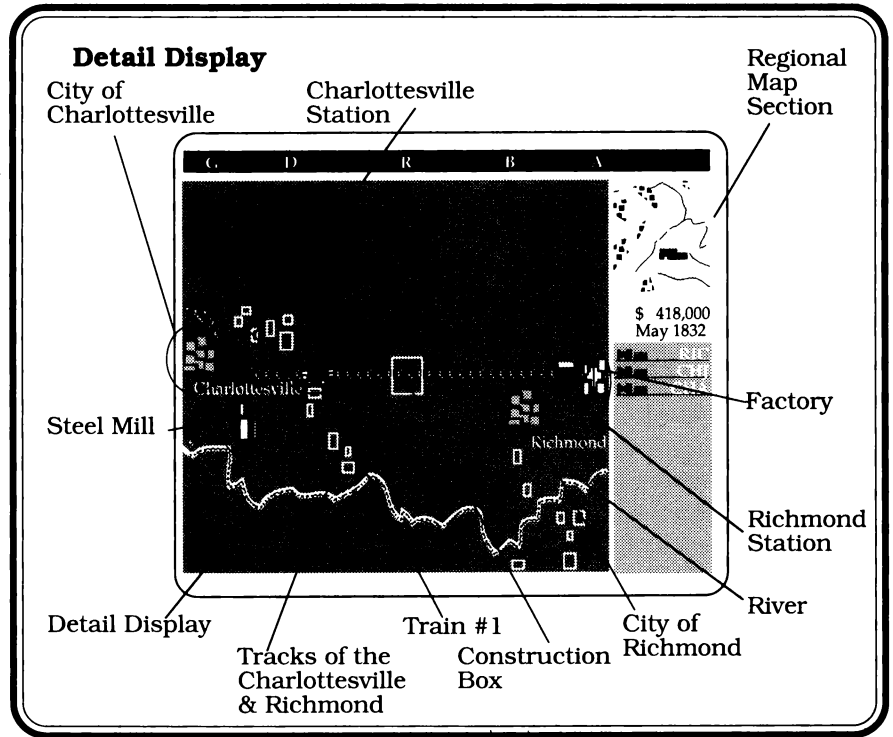 Detail Display
City of
Charlottesville
Charlottesville
Station
Regional
Map
Section
G D R B A
$ 418,000
May 1832
RIC
Charlottesville
Factory
Steel Mill
Richmond
Richmond
Station
River
Detail Display
Train #1
City of
Richmond
Tracks of the
Charlottesville
& Richmond
Construction
Box